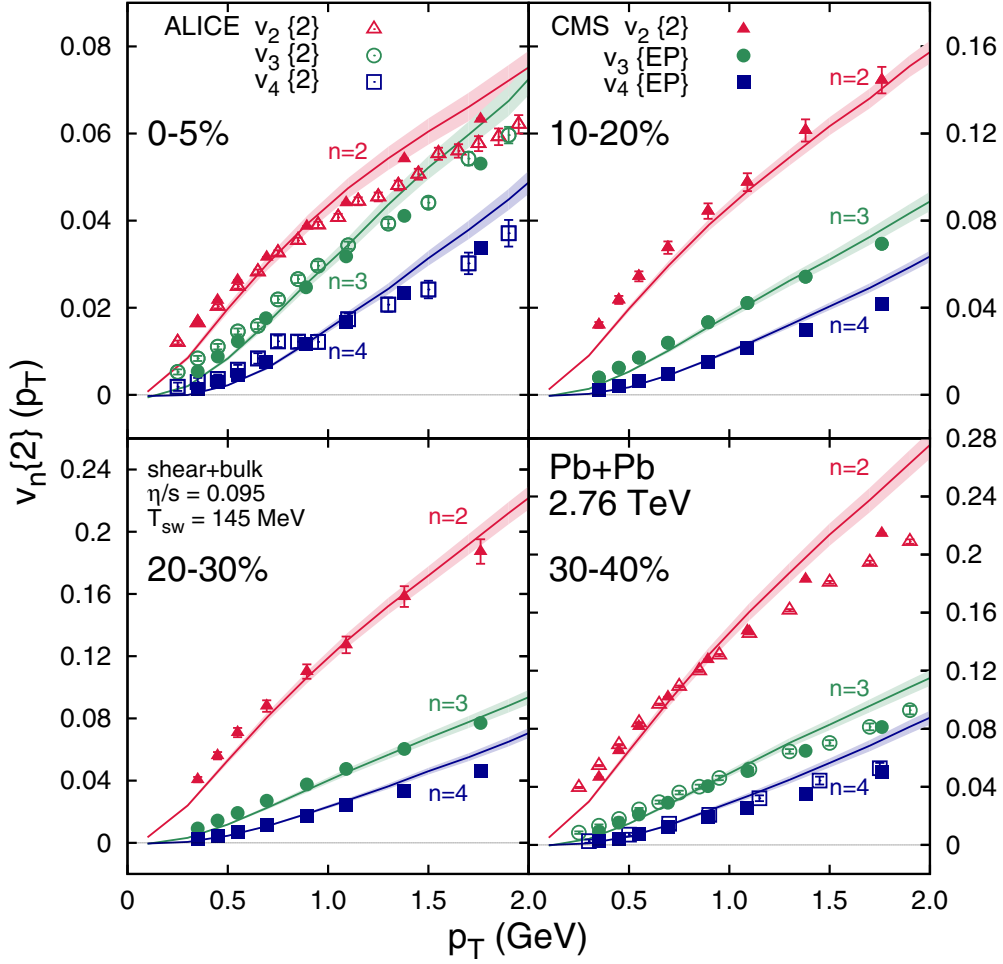 ALICE v2 {2}
v3 {2}
v4 {2}
0-5%
n=2
n=3
n=4
0.08
0.06
0.04
0.02
0
CMS v2 {2}
v3 {EP}
v4 {EP}
10-20%
n=2
n=3
n=4
0.16
0.12
0.08
0.04
0
vn{2} (pT)
shear+bulk
η/s = 0.095
Tsw = 145 MeV
20-30%
n=2
n=3
n=4
0.24
0.2
0.16
0.12
0.08
0.04
0
Pb+Pb
2.76 TeV
30-40%
n=2
n=3
n=4
0.28
0.24
0.2
0.16
0.12
0.08
0.04
0
0 0.5 1.0 1.5 2.0 0.5 1.0 1.5 2.0
pT (GeV)